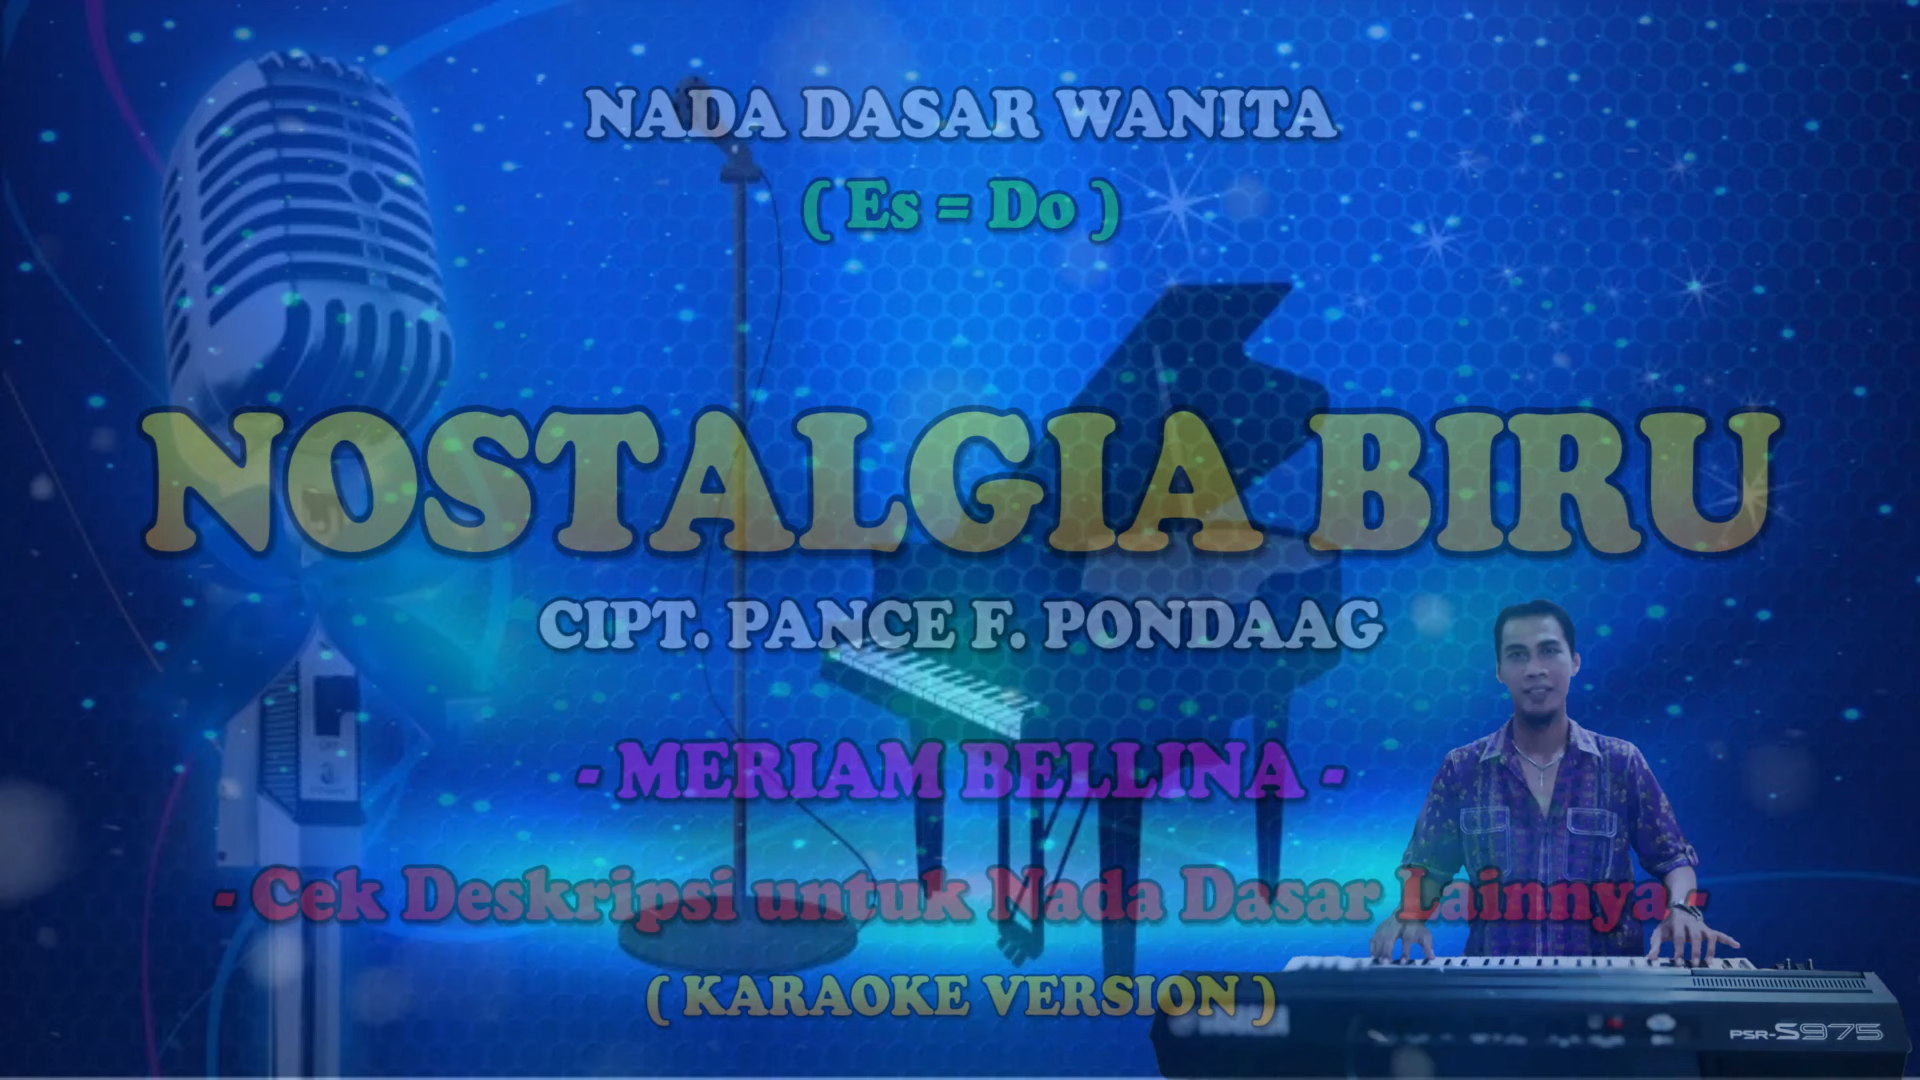 NADA DASAR WANITA
( Es = Do )
NOSTALGIA BIRU
CIPT. PANCE F. PONDAAG
- MERIAM BELLINA -
- Cek Deskripsi untuk Nada Dasar Lainnya -
( KARAOKE VERSION )
PSR-S975